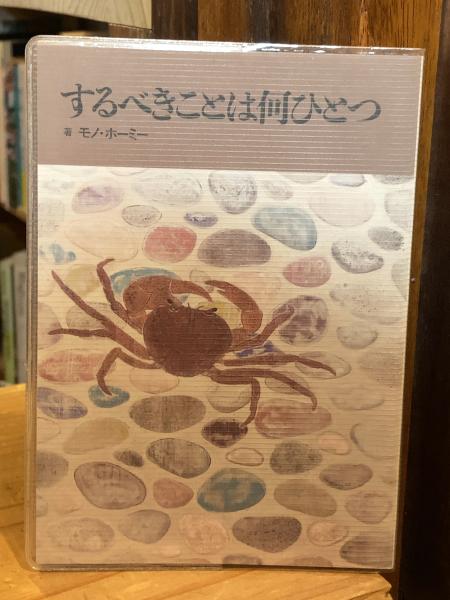 するべきことは何ひとつ
著 モノ・ホーミー